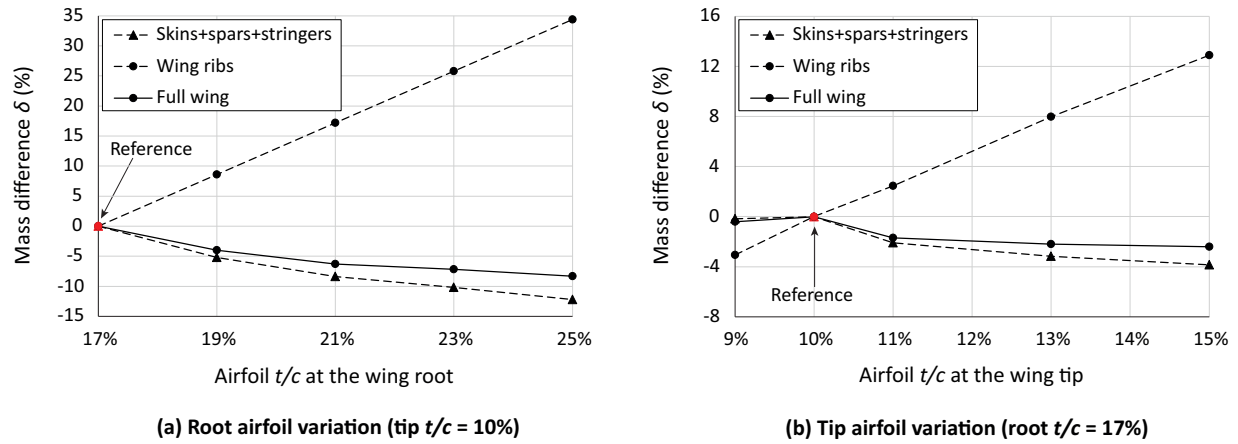 35
30
25
20
15
10
5
0
-5
-10
-15
Mass difference δ (%)
Skins+spars+stringers
Wing ribs
Full wing
Reference
17%
19%
21%
23%
25%
Airfoil t/c at the wing root
(a) Root airfoil variation (tip t/c = 10%)
16
12
8
4
0
-4
-8
Mass difference δ (%)
Skins+spars+stringers
Wing ribs
Full wing
Reference
9%
10%
11%
12%
13%
14%
15%
Airfoil t/c at the wing tip
(b) Tip airfoil variation (root t/c = 17%)